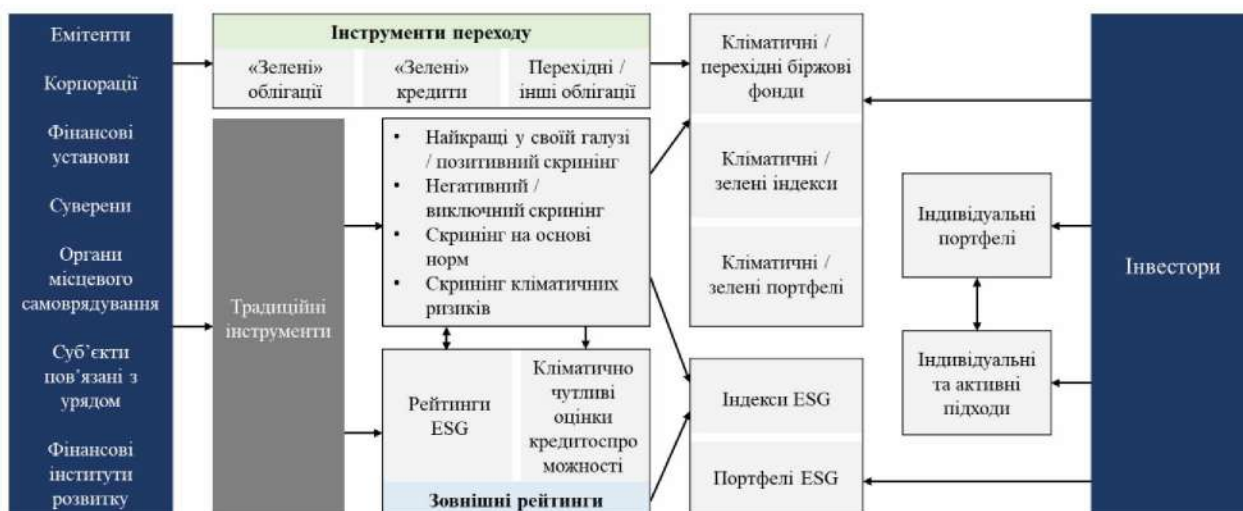 Емітенти
Корпорації
Фінансові
установи
Суверени
Органи
місцевого
самоврядування
Суб’єкти
пов’язані з
урядом
Фінансові
інститути
розвитку
Інструменти переходу
«Зелені»
облігації
«Зелені»
кредити
Перехідні /
інші облігації
Традиційні
інструменти
• Найкращі у своїй галузі
/ позитивний скринінг
• Негативний /
виключний скринінг
• Скринінг на основі
норм
• Скринінг кліматичних
ризиків
Рейтинги
ESG
Кліматично
чутливі
оцінки
кредитоспро
можності
Зовнішні рейтинги
Кліматичні /
перехідні біржові
фонди
Кліматичні /
зелені індекси
Кліматичні /
зелені портфелі
Індекси ESG
Портфелі ESG
Індивідуальні
портфелі
Індивідуальні
та активні
підходи
Інвестори